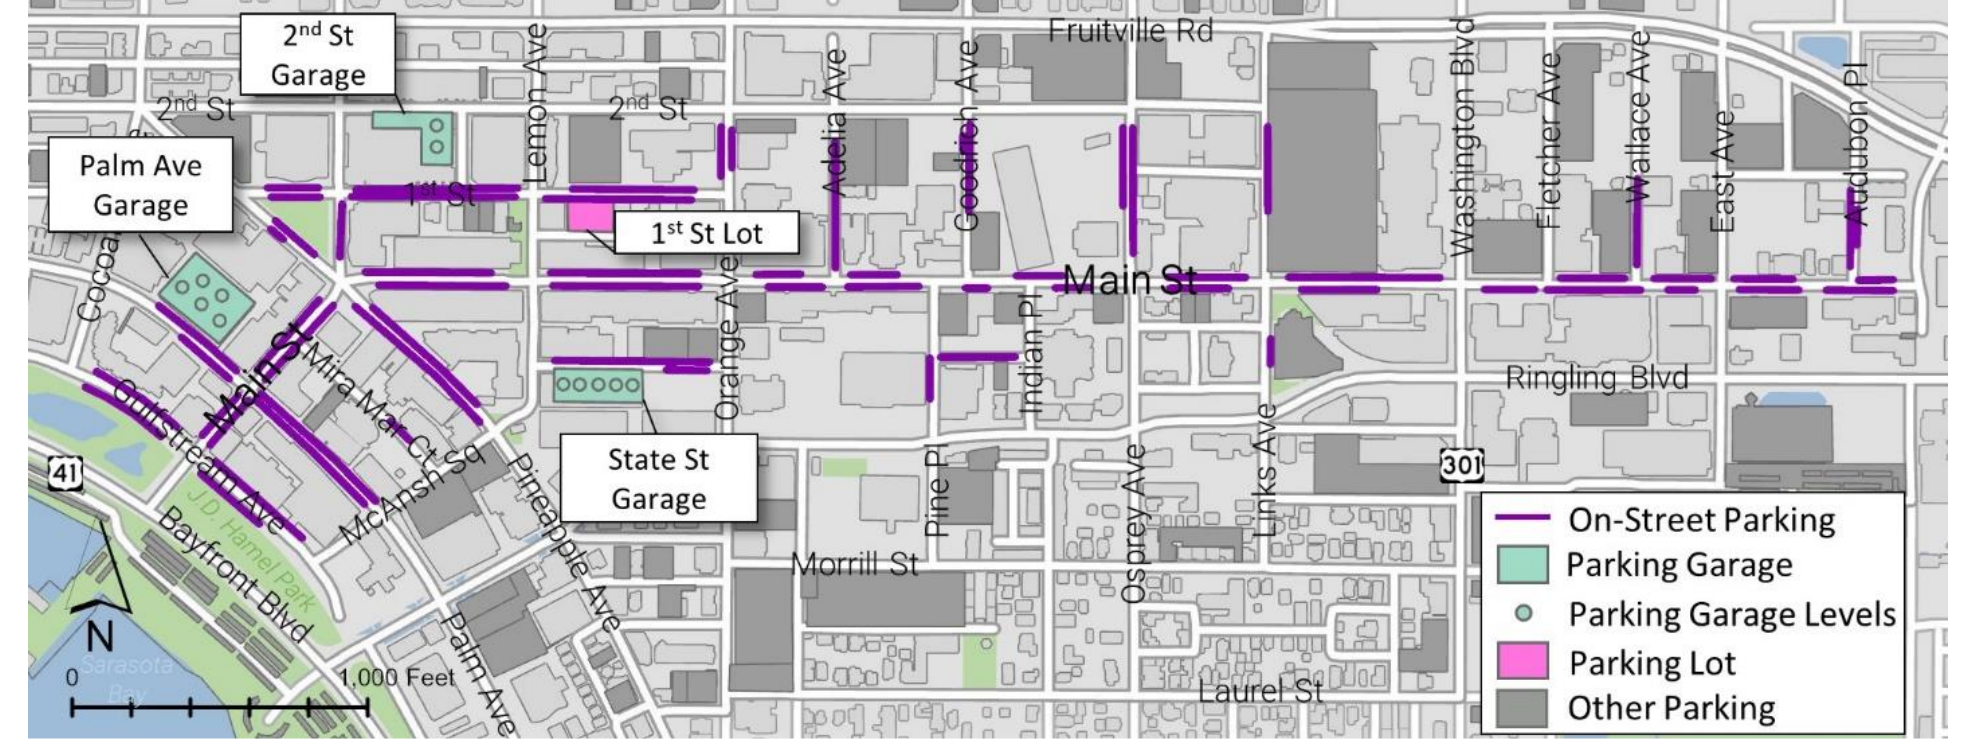 2nd St
Garage
Fruitville Rd
2nd St
2nd St
Palm Ave
Garage
Lemon Ave
Adelia Ave
Goodrich Ave
Washington Blvd
Fletcher Ave
Wallace Ave
East Ave
Audubon Pl
1st St
1st St Lot
Main St
Main St
Orange Ave
Indian Pl
Mira Mar Ct
Gulfstream Ave
Ringling Blvd
State St
Garage
41
301
J.D. Hamel Park
McAnsh Sq
Pineapple Ave
Pine Pl
Osprey Ave
Links Ave
Bayfront Blvd
Morrill St
Palm Ave
Laurel St
N
Sarasota
Bay
0
1,000 Feet
On-Street Parking
Parking Garage
Parking Garage Levels
Parking Lot
Other Parking